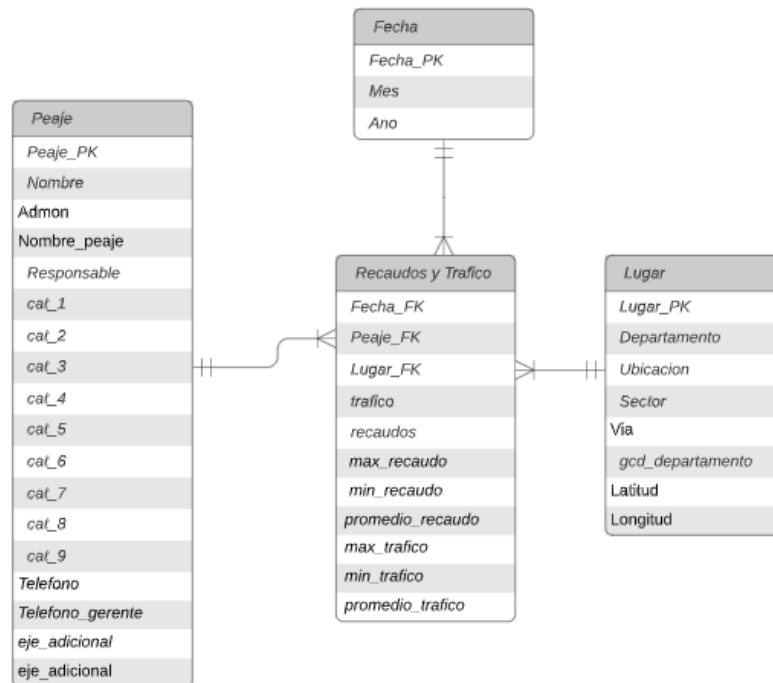 Fecha
Fecha_PK
Mes
Ano
Peaje
Peaje_PK
Nombre
Admon
Nombre_peaje
Responsable
cat_1
cat_2
cat_3
cat_4
cat_5
cat_6
cat_7
cat_8
cat_9
Telefono
Telefono_gerente
eje_adicional
eje_adicional
Recaudos y Trafico
Fecha_FK
Peaje_FK
Lugar_FK
trafico
recaudos
max_recaudo
min_recaudo
promedio_recaudo
max_trafico
min_trafico
promedio_trafico
Lugar
Lugar_PK
Departamento
Ubicacion
Sector
Via
gcd_departamento
Latitud
Longitud